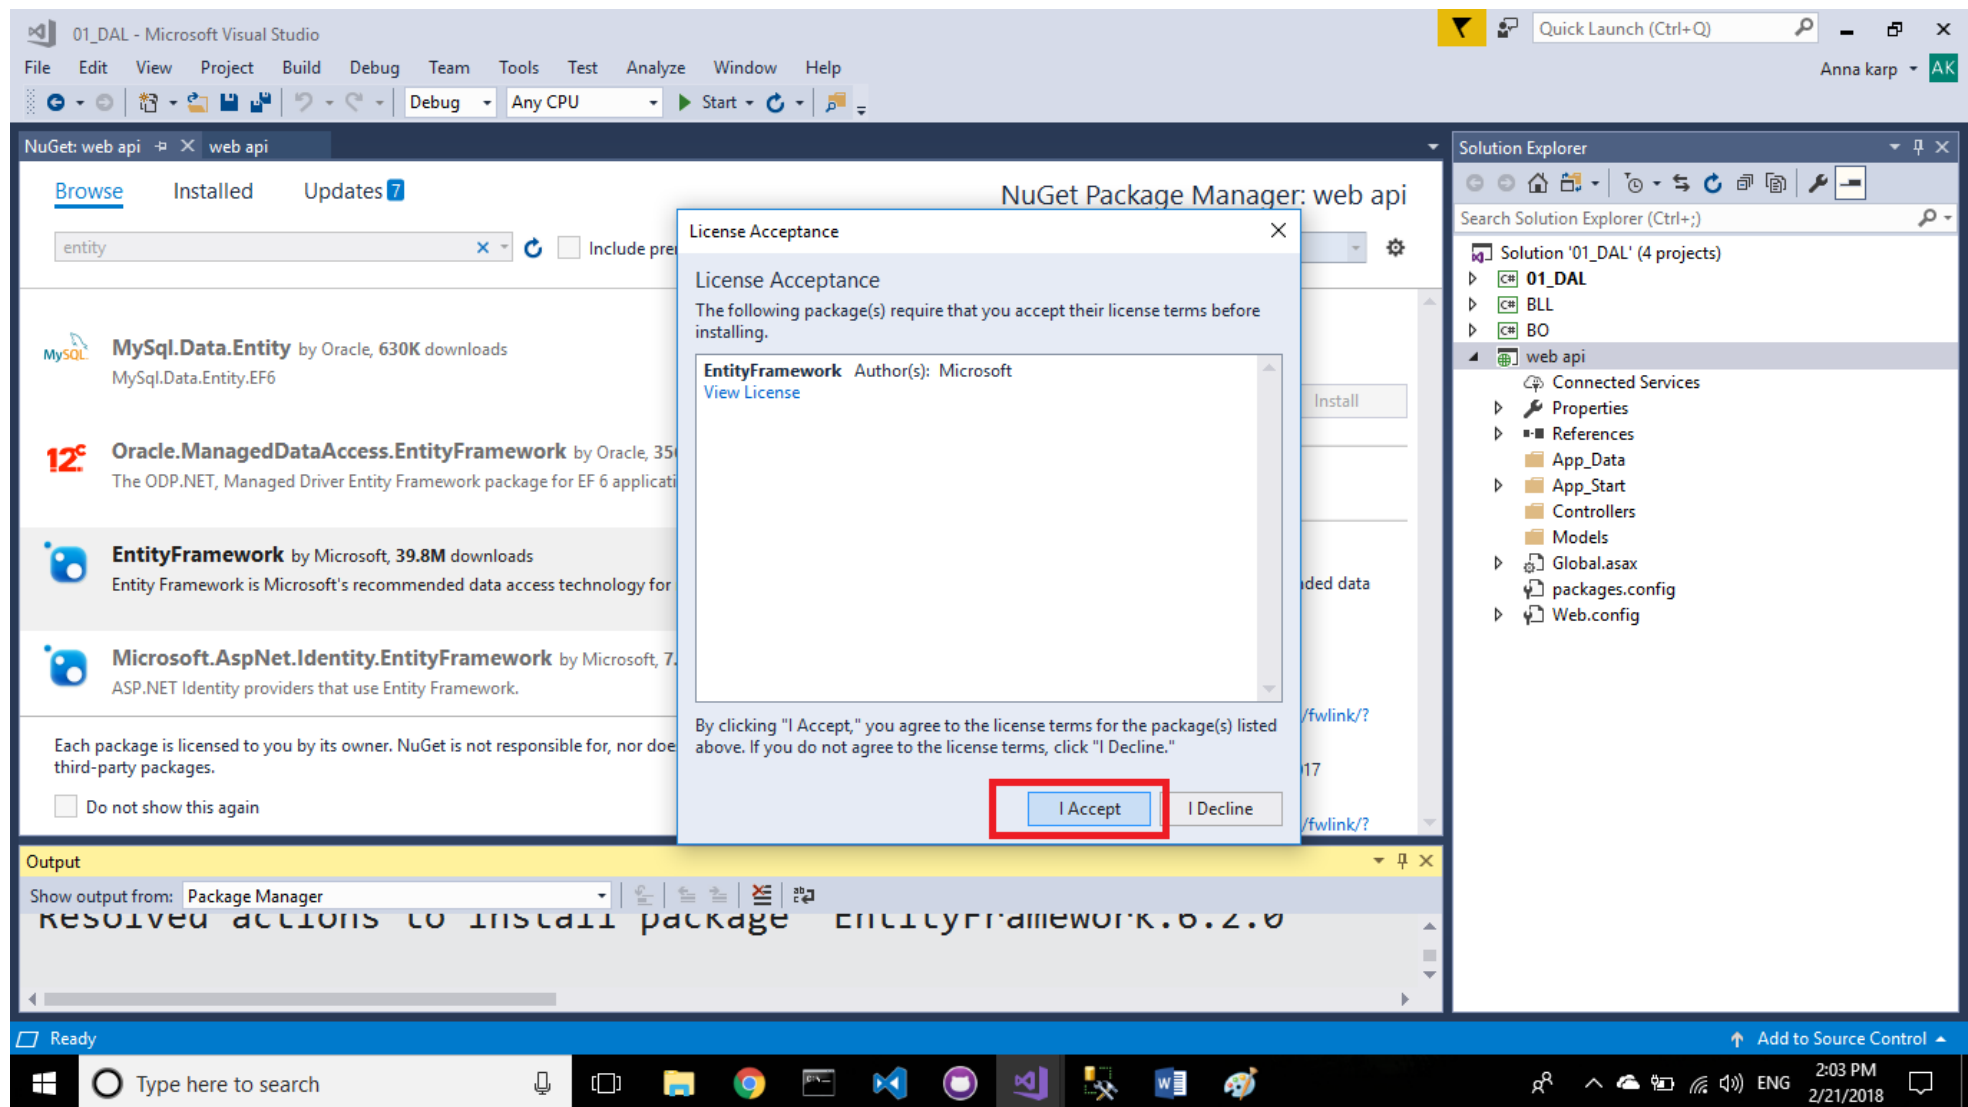 01_DAL - Microsoft Visual Studio
Quick Launch (Ctrl+Q)
File Edit View Project Build Debug Team Tools Test Analyze Window Help
Anna karp AK
Debug Any CPU Start
NuGet: web api web api
Browse Installed Updates 7
NuGet Package Manager: web api
entity
Include prer
MySQL
MySql.Data.Entity by Oracle, 630K downloads
MySql.Data.Entity.EF6
12c
Oracle.ManagedDataAccess.EntityFramework by Oracle,
The ODP.NET, Managed Driver Entity Framework package for EF 6 applicati
EntityFramework by Microsoft, 39.8M downloads
Entity Framework is Microsoft's recommended data access technology for
Microsoft.AspNet.Identity.EntityFramework by Microsoft, 7.
ASP.NET Identity providers that use Entity Framework.
Each package is licensed to you by its owner. NuGet is not responsible for, nor doe
third-party packages.
Do not show this again
License Acceptance
License Acceptance
The following package(s) require that you accept their license terms before
installing.
EntityFramework Author(s): Microsoft
View License
By clicking "I Accept," you agree to the license terms for the package(s) listed
above. If you do not agree to the license terms, click "I Decline."
I Accept I Decline
Install
ded data
/fwlink/?
17
/fwlink/?
Output
Show output from: Package Manager
Resolved actions to install package 'EntityFramework.6.2.0
Solution Explorer
Search Solution Explorer (Ctrl+;)
Solution '01_DAL' (4 projects)
C# 01_DAL
C# BLL
C# BO
web api
Connected Services
Properties
References
App_Data
App_Start
Controllers
Models
Global.asax
packages.config
Web.config
Ready
Add to Source Control
Type here to search
ENG
2:03 PM
2/21/2018